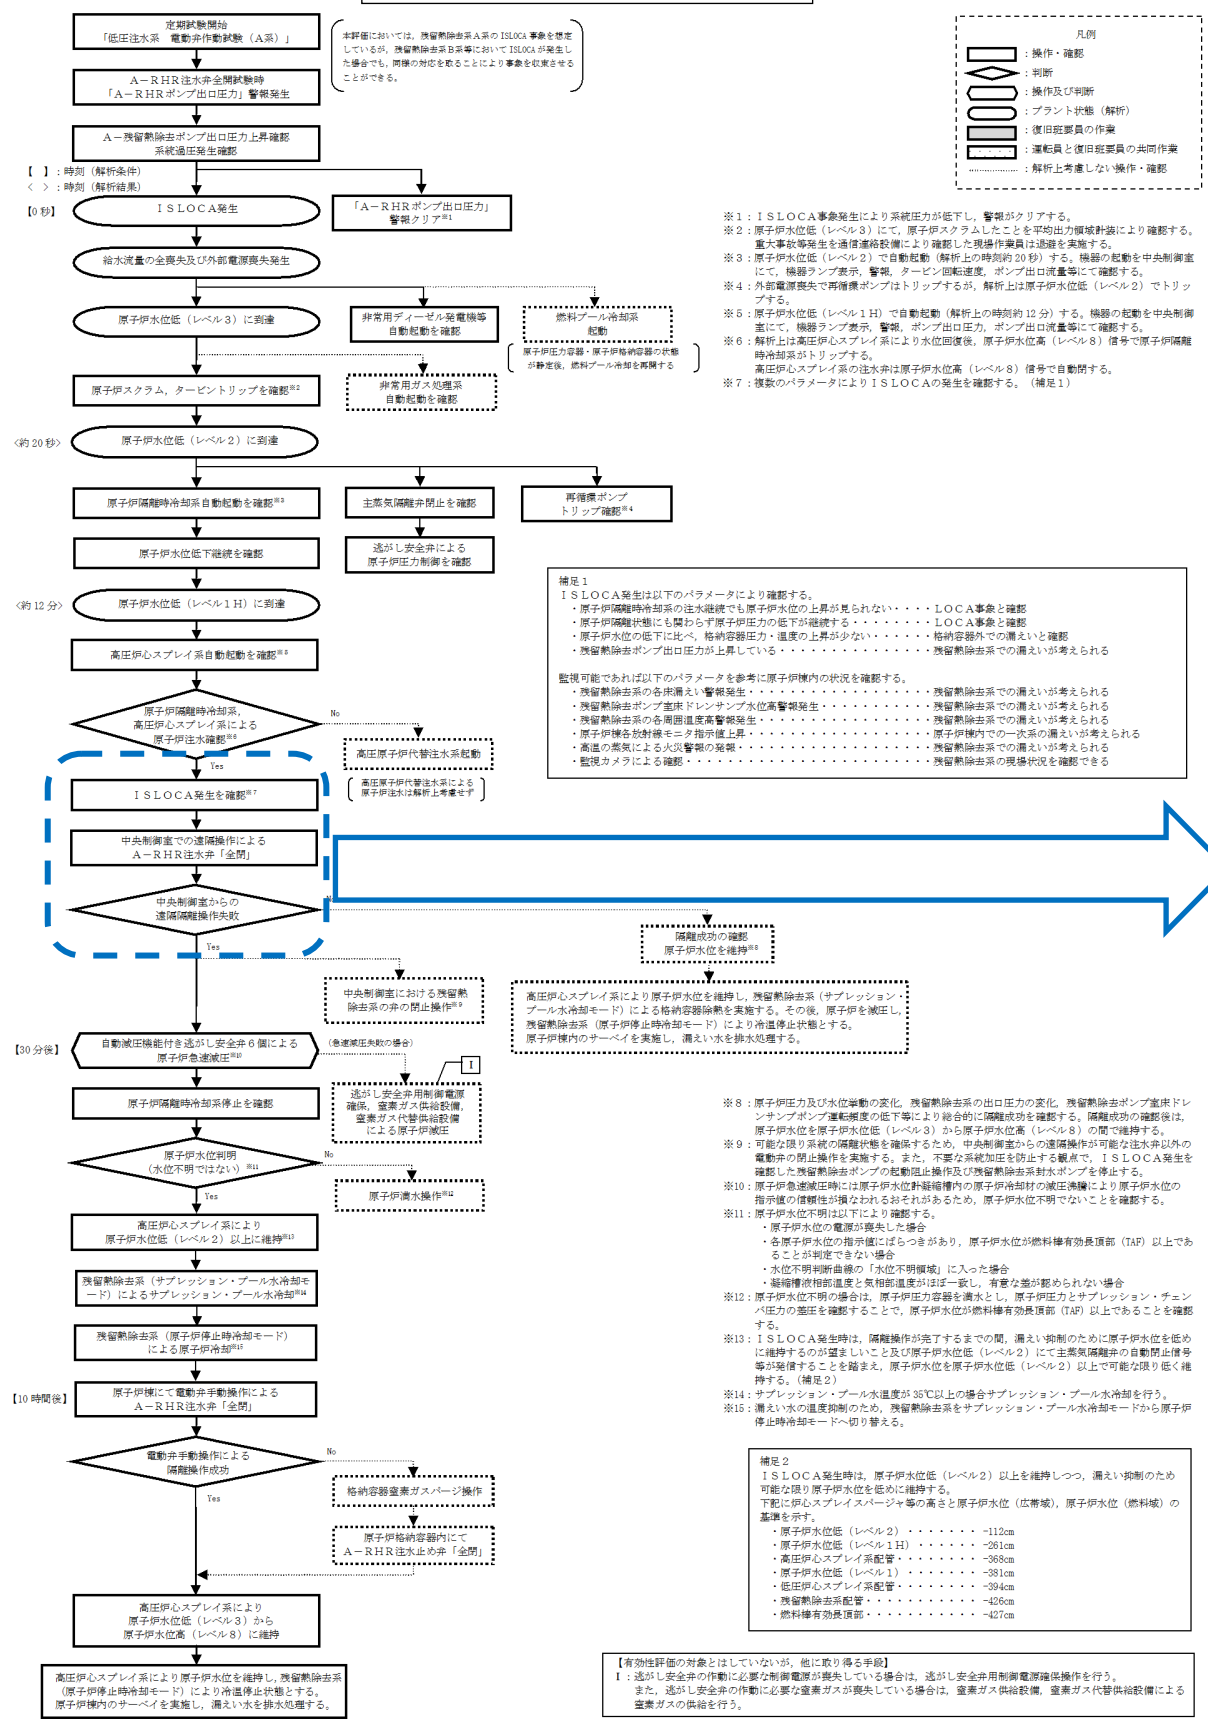 定期試験開始
「低圧注水系　電動弁作動試験（Ａ系）」
本評価においては，残留熱除去系Ａ系の ISLOCA 事象を想定
しているが，残留熱除去系Ｂ系等において ISLOCA が発生し
た場合でも，同様の対応を取ることにより事象を収束させる
ことができる。
Ａ－ＲＨＲ注水弁全開試験時
「Ａ－ＲＨＲポンプ出口圧力」警報発生
Ａ－残留熱除去ポンプ出口圧力上昇確認
系統過圧発生確認
【　】：時刻（解析条件）
＜　＞：時刻（解析結果）
凡例
：操作・確認
：判断
：操作及び判断
：プラント状態（解析）
：復旧班要員の作業
：運転員と復旧班要員の共同作業
：解析上考慮しない操作・確認
【0 秒】
ＩＳＬＯＣＡ発生
「Ａ－ＲＨＲポンプ出口圧力」
警報クリア※1
給水流量の全喪失及び外部電源喪失発生
原子炉水位低（レベル３）に到達
非常用ディーゼル発電機等
自動起動を確認
燃料プール冷却系
起動
原子炉圧力容器・原子炉格納容器の状態
が静定後，燃料プール冷却を再開する
原子炉スクラム，タービントリップを確認※2
非常用ガス処理系
自動起動を確認
<約 20 秒>
原子炉水位低（レベル２）に到達
原子炉隔離時冷却系自動起動を確認※3
主蒸気隔離弁閉止を確認
再循環ポンプ
トリップ確認※4
原子炉水位低下継続を確認
逃がし安全弁による
原子炉圧力制御を確認
<約 12 分>
原子炉水位低（レベル１Ｈ）に到達
高圧炉心スプレイ系自動起動を確認※5
原子炉隔離時冷却系，
高圧炉心スプレイ系による
原子炉注水確認※6
No
Yes
高圧原子炉代替注水系起動
高圧原子炉代替注水系による
原子炉注水は解析上考慮せず
ＩＳＬＯＣＡ発生を確認※7
中央制御室での遠隔操作による
Ａ－ＲＨＲ注水弁「全閉」
中央制御室からの
遠隔隔離操作失敗
Yes
隔離成功の確認
原子炉水位を維持※8
高圧炉心スプレイ系により原子炉水位を維持し，残留熱除去系（サプレッション・
プール水冷却モード）による格納容器除熱を実施する。その後，原子炉を減圧し，
残留熱除去系（原子炉停止時冷却モード）により冷温停止状態とする。
原子炉棟内のサーベイを実施し，漏えい水を排水処理する。
中央制御室における残留熱
除去系の弁の閉止操作※9
【30 分後】
自動減圧機能付き逃がし安全弁６個による
原子炉急速減圧※10
（急速減圧失敗の場合）
I
逃がし安全弁用制御電源
確保，窒素ガス供給設備，
窒素ガス代替供給設備
による原子炉減圧
原子炉隔離時冷却系停止を確認
原子炉水位判明
（水位不明ではない）※11
No
Yes
原子炉満水操作※12
高圧炉心スプレイ系により
原子炉水位低（レベル２）以上に維持※13
残留熱除去系（サプレッション・プール水冷却モ
ード）によるサプレッション・プール水冷却※14
残留熱除去系（原子炉停止時冷却モード）
による原子炉冷却※15
【10 時間後】
原子炉棟にて電動弁手動操作による
Ａ－ＲＨＲ注水弁「全閉」
電動弁手動操作による
隔離操作成功
No
Yes
格納容器窒素ガスパージ操作
原子炉格納容器内にて
Ａ－ＲＨＲ注水止め弁「全閉」
高圧炉心スプレイ系により
原子炉水位低（レベル３）から
原子炉水位高（レベル８）に維持
高圧炉心スプレイ系により原子炉水位を維持し，残留熱除去系
（原子炉停止時冷却モード）により冷温停止状態とする。
原子炉棟内のサーベイを実施し，漏えい水を排水処理する。
※１：ＩＳＬＯＣＡ事象発生により系統圧力が低下し，警報がクリアする。
※２：原子炉水位低（レベル３）にて，原子炉スクラムしたことを平均出力領域計装により確認する。
重大事故等発生を通信連絡設備により確認した現場作業員は退避を実施する。
※３：原子炉水位低（レベル２）で自動起動（解析上の時刻約 20 秒）する。機器の起動を中央制御室
にて，機器ランプ表示，警報，タービン回転速度，ポンプ出口流量等にて確認する。
※４：外部電源喪失で再循環ポンプはトリップするが，解析上は原子炉水位低（レベル２）でトリッ
プする。
※５：原子炉水位低（レベル１Ｈ）で自動起動（解析上の時刻約 12 分）する。機器の起動を中央制御
室にて，機器ランプ表示，警報，ポンプ出口圧力，ポンプ出口流量等にて確認する。
※６：解析上は高圧炉心スプレイ系により水位回復後，原子炉水位高（レベル８）信号で原子炉隔離
時冷却系がトリップする。
高圧炉心スプレイ系の注水弁は原子炉水位高（レベル８）信号で自動閉する。
※７：複数のパラメータによりＩＳＬＯＣＡの発生を確認する。（補足１）
補足１
ＩＳＬＯＣＡ発生は以下のパラメータにより確認する。
・原子炉隔離時冷却系の注水継続でも原子炉水位の上昇が見られない・・・・ＬＯＣＡ事象と確認
・原子炉隔離状態にも関わらず原子炉圧力の低下が継続する・・・・・・・・ＬＯＣＡ事象と確認
・原子炉水位の低下に比べ，格納容器圧力・温度の上昇が少ない・・・・・・格納容器外での漏えいと確認
・残留熱除去ポンプ出口圧力が上昇している・・・・・・・・・・・・・・・残留熱除去系での漏えいが考えられる
監視可能であれば以下のパラメータを参考に原子炉棟内の状況を確認する。
・残留熱除去系の各床漏えい警報発生・・・・・・・・・・・・・・・・・・残留熱除去系での漏えいが考えられる
・残留熱除去ポンプ室床ドレンサンプ水位高警報発生・・・・・・・・・・・残留熱除去系での漏えいが考えられる
・残留熱除去系の各周囲温度高警報発生・・・・・・・・・・・・・・・・・残留熱除去系での漏えいが考えられる
・原子炉棟各放射線モニタ指示値上昇・・・・・・・・・・・・・・・・・・原子炉棟内での一次系の漏えいが考えられる
・高温の蒸気による火災警報の発報・・・・・・・・・・・・・・・・・・・残留熱除去系での漏えいが考えられる
・監視カメラによる確認・・・・・・・・・・・・・・・・・・・・・・・・残留熱除去系の現場状況を確認できる
※８：原子炉圧力及び水位挙動の変化，残留熱除去系の出口圧力の変化，残留熱除去ポンプ室床ドレ
ンサンプポンプ運転頻度の低下等により総合的に隔離成功を確認する。隔離成功の確認後は，
原子炉水位を原子炉水位低（レベル３）から原子炉水位高（レベル８）の間で維持する。
※９：可能な限り系統の隔離状態を確保するため，中央制御室からの遠隔操作が可能な注水弁以外の
電動弁の閉止操作を実施する。また，不要な系統加圧を防止する観点で，ＩＳＬＯＣＡ発生を
確認した残留熱除去ポンプの起動阻止操作及び残留熱除去系封水ポンプを停止する。
※10：原子炉急速減圧時には原子炉水位計凝縮槽内の原子炉冷却材の減圧沸騰により原子炉水位の
指示値の信頼性が損なわれるおそれがあるため，原子炉水位不明でないことを確認する。
※11：原子炉水位不明は以下により確認する。
・原子炉水位の電源が喪失した場合
・各原子炉水位の指示値にばらつきがあり，原子炉水位が燃料棒有効長頂部（TAF）以上であ
ることが判定できない場合
・水位不明判断曲線の「水位不明領域」に入った場合
・凝縮槽液相部温度と気相部温度がほぼ一致し，有意な差が認められない場合
※12：原子炉水位不明の場合は，原子炉圧力容器を満水とし，原子炉圧力とサプレッション・チェン
バ圧力の差圧を確認することで，原子炉水位が燃料棒有効長頂部（TAF）以上であることを確認
する。
※13：ＩＳＬＯＣＡ発生時は，隔離操作が完了するまでの間，漏えい抑制のために原子炉水位を低め
に維持するのが望ましいこと及び原子炉水位低（レベル２）にて主蒸気隔離弁の自動閉止信号
等が発信することを踏まえ，原子炉水位を原子炉水位低（レベル２）以上で可能な限り低く維
持する。（補足２）
※14：サプレッション・プール水温度が 35℃以上の場合サプレッション・プール水冷却を行う。
※15：漏えい水の温度抑制のため，残留熱除去系をサプレッション・プール水冷却モードから原子炉
停止時冷却モードへ切り替える。
補足２
ＩＳＬＯＣＡ発生時は，原子炉水位低（レベル２）以上を維持しつつ，漏えい抑制のため
可能な限り原子炉水位を低めに維持する。
下記に炉心スプレイスパージャ等の高さと原子炉水位（広帯域），原子炉水位（燃料域）の
基準を示す。
・原子炉水位低（レベル２）・・・・・・・ -112cm
・原子炉水位低（レベル１Ｈ）・・・・・・ -261cm
・高圧炉心スプレイ系配管・・・・・・・・ -368cm
・原子炉水位低（レベル１）・・・・・・・ -381cm
・低圧炉心スプレイ系配管・・・・・・・・ -394cm
・残留熱除去系配管・・・・・・・・・・・ -426cm
・燃料棒有効長頂部・・・・・・・・・・・ -427cm
【有効性評価の対象とはしていないが，他に取り得る手段】
Ｉ：逃がし安全弁の作動に必要な制御電源が喪失している場合は，逃がし安全弁用制御電源確保操作を行う。
また，逃がし安全弁の作動に必要な窒素ガスが喪失している場合は，窒素ガス供給設備，窒素ガス代替供給設備による
窒素ガスの供給を行う。